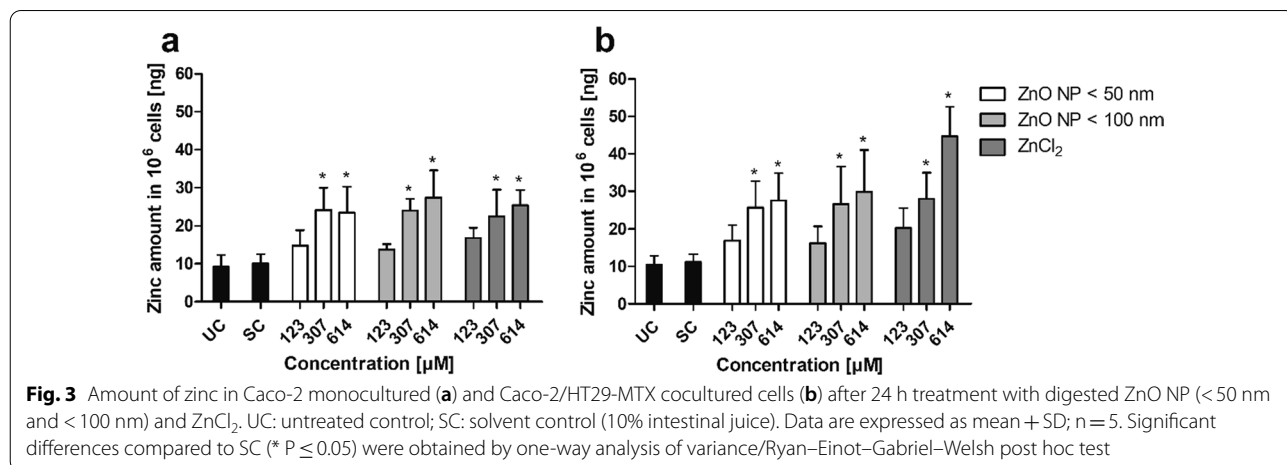 a
b
Zinc amount in 10⁶ cells [ng]
60
50
40
30
20
10
0
* * * * * *
UC SC 123 307 614 123 307 614 123 307 614
Concentration [µM]
Zinc amount in 10⁶ cells [ng]
60
50
40
30
20
10
0
* * * * * *
UC SC 123 307 614 123 307 614 123 307 614
Concentration [µM]
ZnO NP < 50 nm
ZnO NP < 100 nm
ZnCl₂
Fig. 3 Amount of zinc in Caco-2 monocultured (a) and Caco-2/HT29-MTX cocultured cells (b) after 24 h treatment with digested ZnO NP (< 50 nm
and < 100 nm) and ZnCl₂. UC: untreated control; SC: solvent control (10% intestinal juice). Data are expressed as mean + SD; n = 5. Significant
differences compared to SC (* P ≤ 0.05) were obtained by one-way analysis of variance/Ryan–Einot–Gabriel–Welsh post hoc test